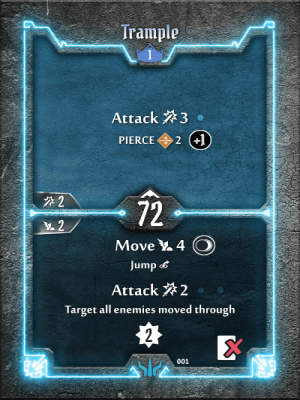 Trample
1
Attack 3
PIERCE 2 +1
2
72
2
Move 4
Jump
Attack 2
Target all enemies moved through
2
001